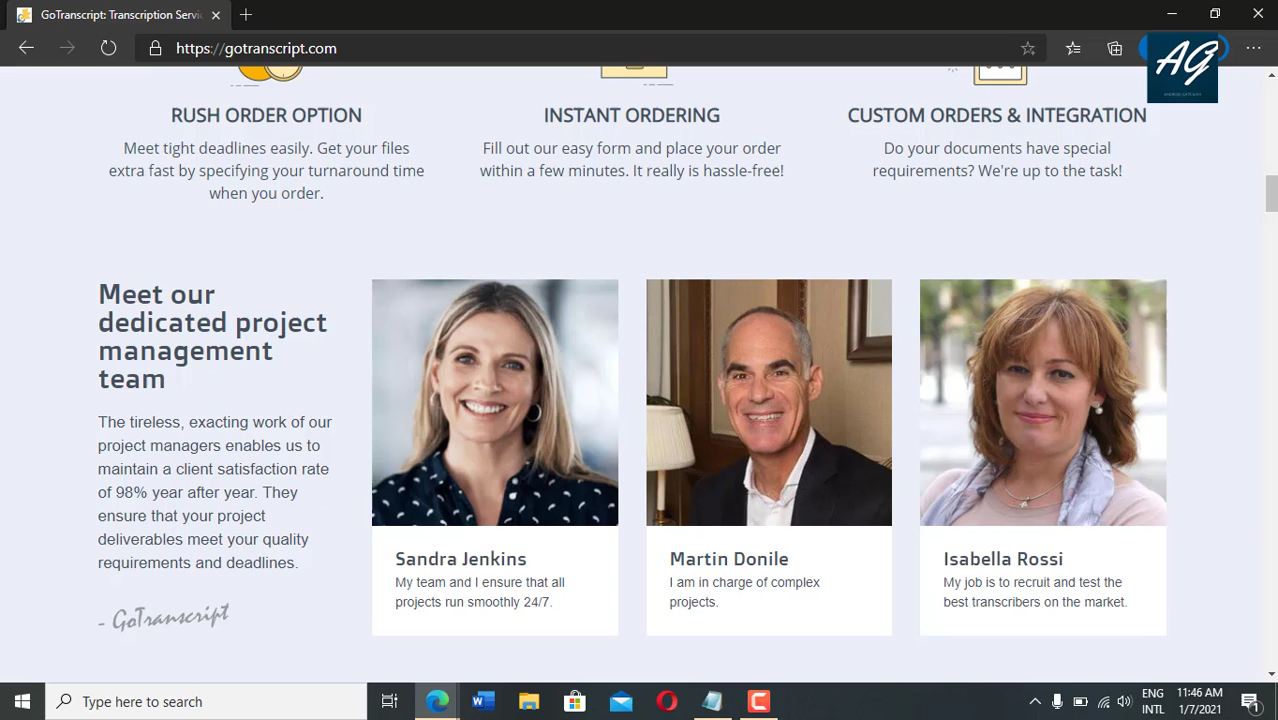 GoTranscript: Transcription Servic
https://gotranscript.com
AG
RUSH ORDER OPTION
Meet tight deadlines easily. Get your files
extra fast by specifying your turnaround time
when you order.
INSTANT ORDERING
Fill out our easy form and place your order
within a few minutes. It really is hassle-free!
CUSTOM ORDERS & INTEGRATION
Do your documents have special
requirements? We're up to the task!
Meet our
dedicated project
management
team
The tireless, exacting work of our
project managers enables us to
maintain a client satisfaction rate
of 98% year after year. They
ensure that your project
deliverables meet your quality
requirements and deadlines.
- GoTranscript
Sandra Jenkins
My team and I ensure that all
projects run smoothly 24/7.
Martin Donile
I am in charge of complex
projects.
Isabella Rossi
My job is to recruit and test the
best transcribers on the market.
Type here to search
ENG
INTL
11:46 AM
1/7/2021
1